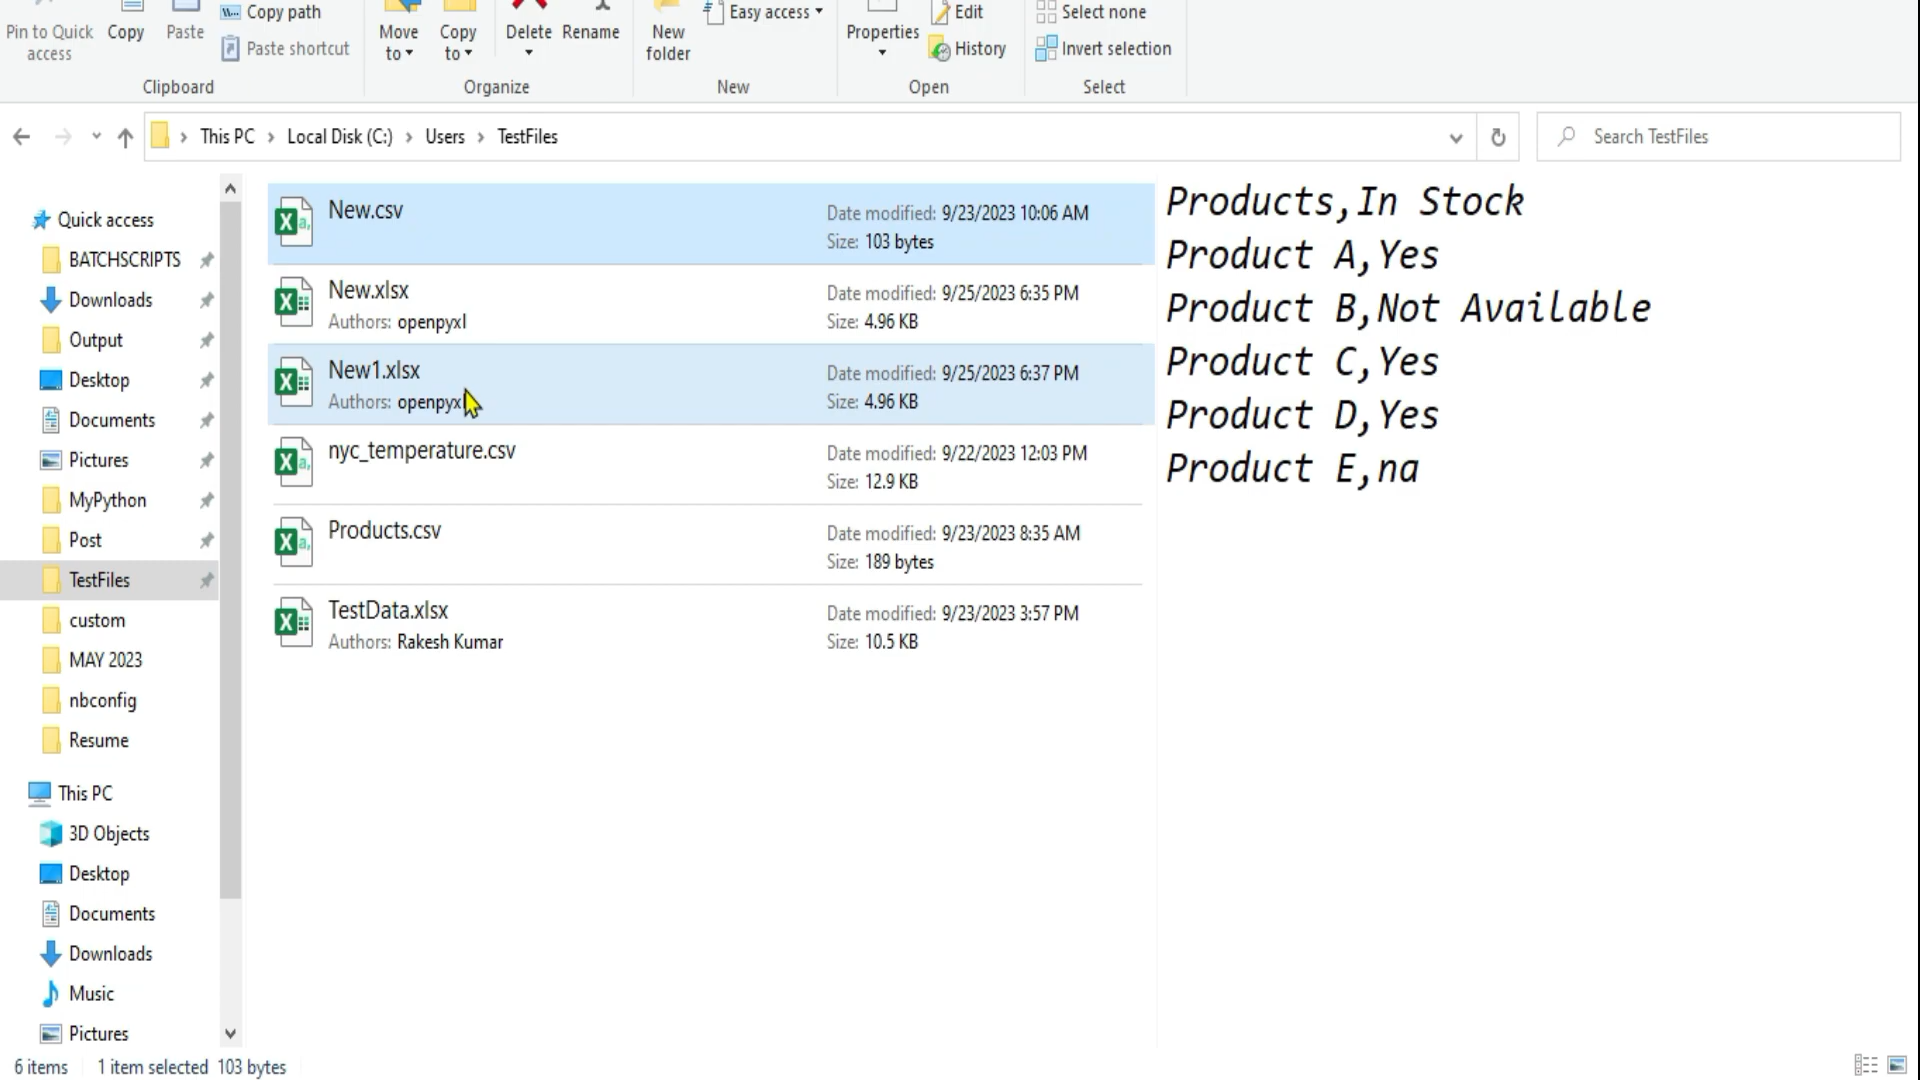 Pin to Quick access
Copy
Paste
Copy path
Paste shortcut
Clipboard
Move to
Copy to
Delete
Rename
Organize
New folder
Easy access
New
Properties
Edit
History
Open
Select none
Invert selection
Select
This PC > Local Disk (C:) > Users > TestFiles
Search TestFiles
Quick access
BATCHSCRIPTS
Downloads
Output
Desktop
Documents
Pictures
MyPython
Post
TestFiles
custom
MAY 2023
nbconfig
Resume
This PC
3D Objects
Desktop
Documents
Downloads
Music
Pictures
New.csv
Date modified: 9/23/2023 10:06 AM
Size: 103 bytes
New.xlsx
Authors: openpyxl
Date modified: 9/25/2023 6:35 PM
Size: 4.96 KB
New1.xlsx
Authors: openpyxl
Date modified: 9/25/2023 6:37 PM
Size: 4.96 KB
nyc_temperature.csv
Date modified: 9/22/2023 12:03 PM
Size: 12.9 KB
Products.csv
Date modified: 9/23/2023 8:35 AM
Size: 189 bytes
TestData.xlsx
Authors: Rakesh Kumar
Date modified: 9/23/2023 3:57 PM
Size: 10.5 KB
Products,In Stock
Product A,Yes
Product B,Not Available
Product C,Yes
Product D,Yes
Product E,na
6 items
1 item selected 103 bytes